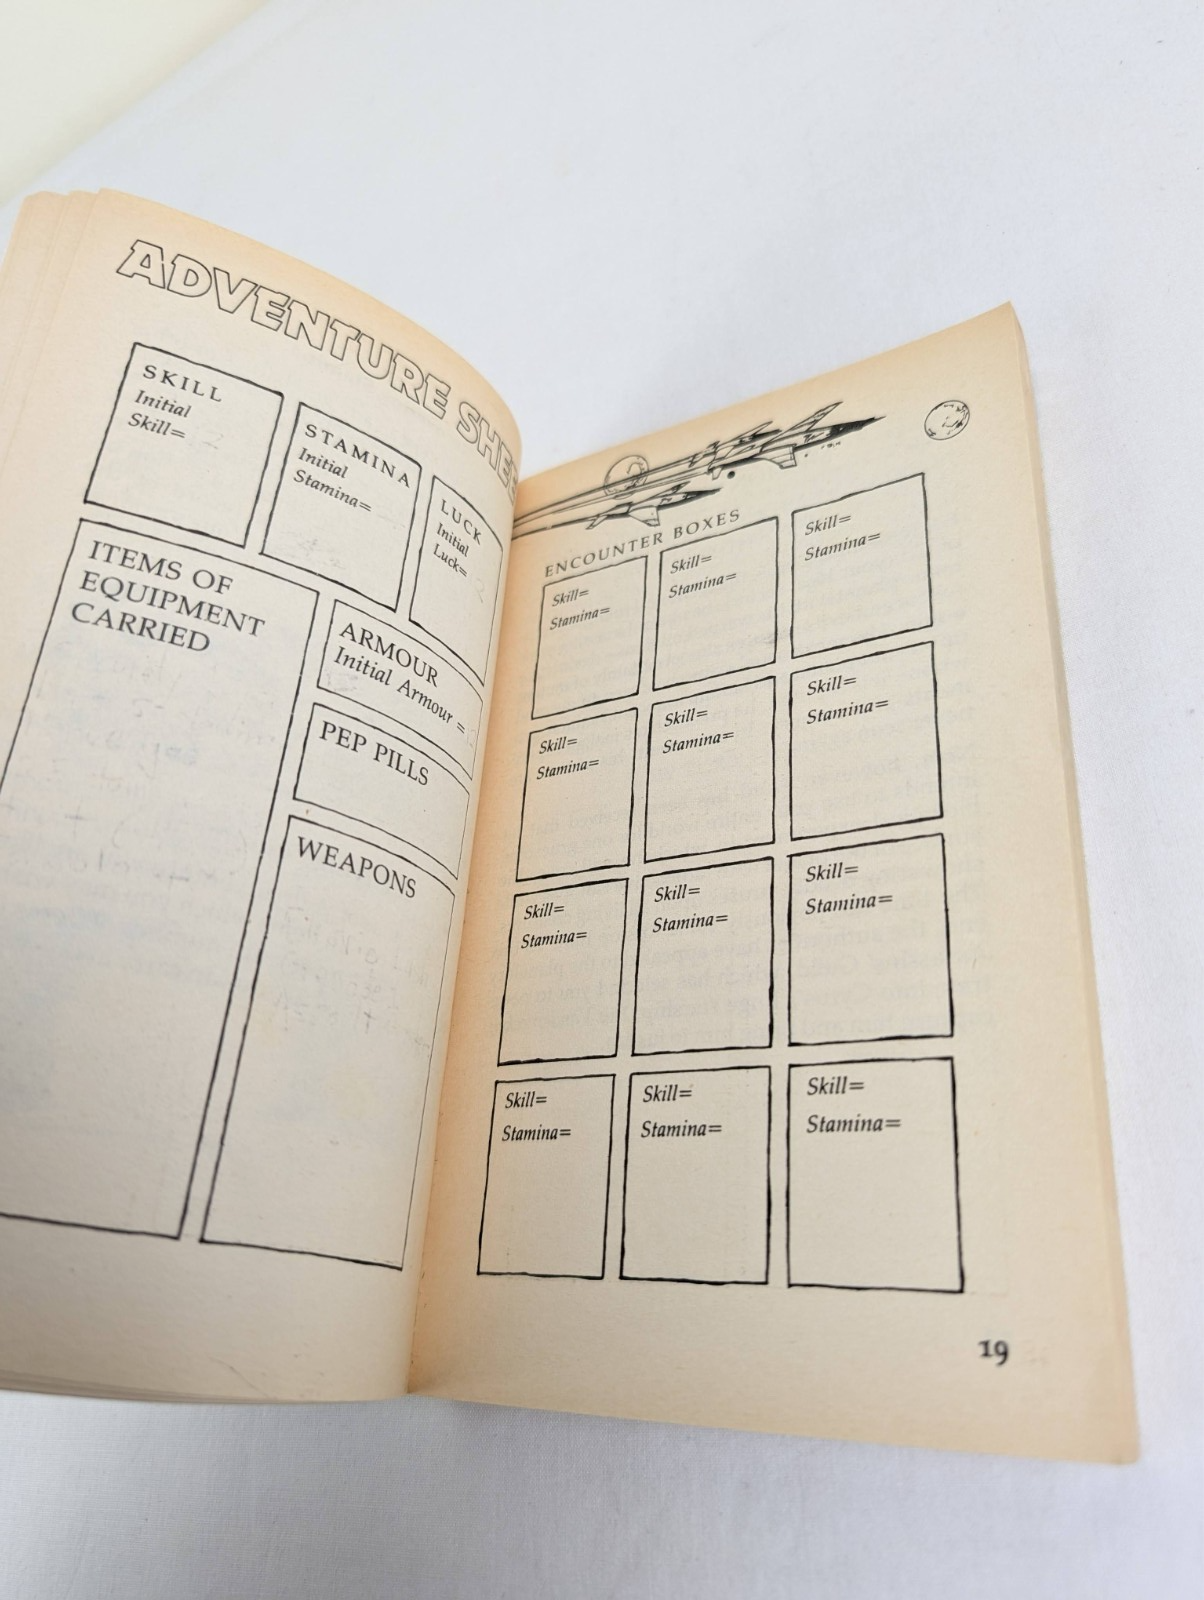 ADVENTURE SHEE
SKILL
Initial
Skill=
STAMINA
Initial
Stamina=
LUCK
Initial
Luck=
ITEMS OF
EQUIPMENT
CARRIED
ARMOUR
Initial Armour =
PEP PILLS
WEAPONS
ENCOUNTER BOXES
Skill=
Stamina=
Skill=
Stamina=
Skill=
Stamina=
Skill=
Stamina=
Skill=
Stamina=
Skill=
Stamina=
Skill=
Stamina=
Skill=
Stamina=
Skill=
Stamina=
Skill=
Stamina=
Skill=
Stamina=
Skill=
Stamina=
19